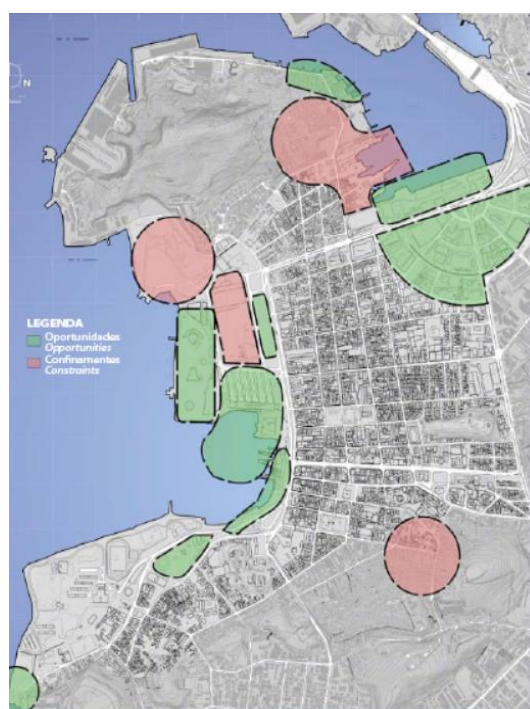 N
LEGENDA
Oportunidades
Opportunities
Confinamentos
Constraints